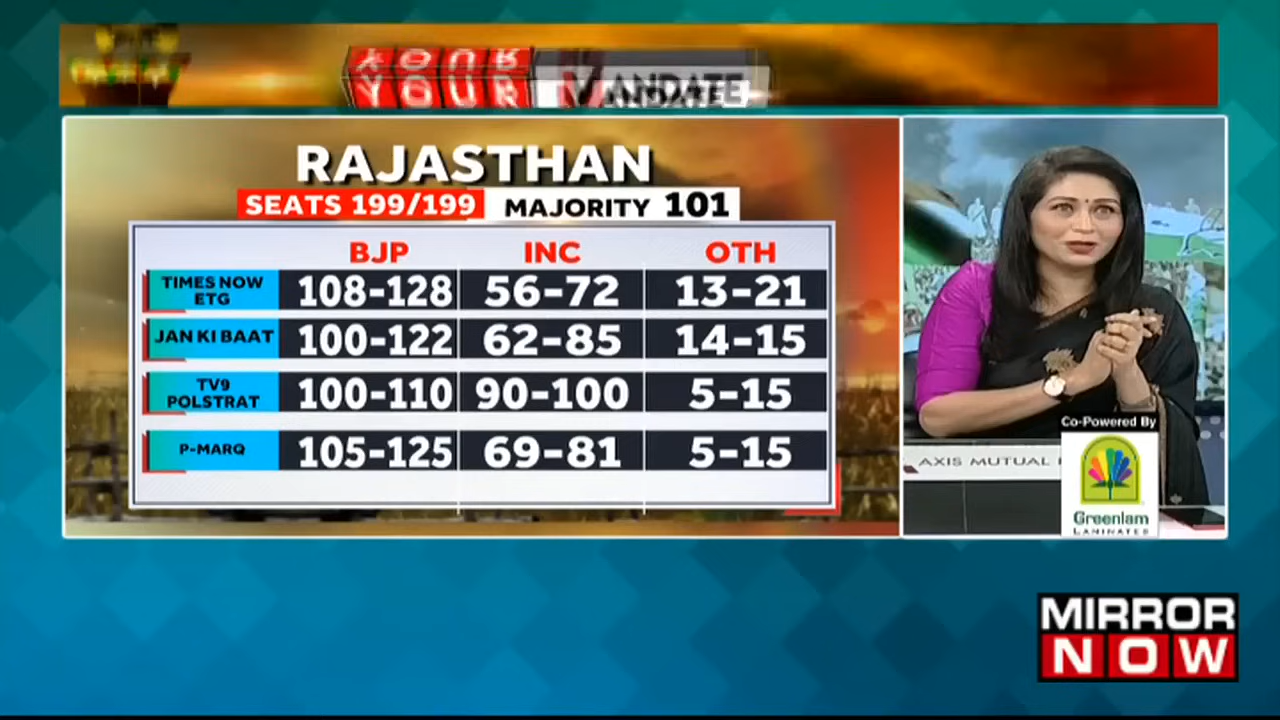 YOUR MANDATE
RAJASTHAN
SEATS 199/199 MAJORITY 101
BJP INC OTH
TIMES NOW
ETG
108-128 56-72 13-21
JAN KI BAAT 100-122 62-85 14-15
TV9
POLSTRAT
100-110 90-100 5-15
P-MARQ 105-125 69-81 5-15
Co-Powered By
AXIS MUTUAL
Greenlam
LAMINATES
MIRROR
NOW